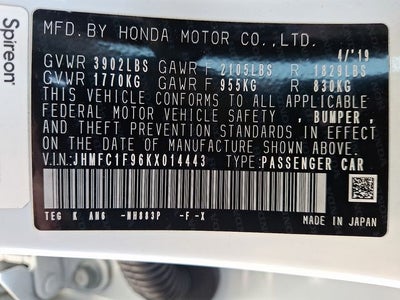 Spireon
MFD.BY HONDA MOTOR CO.,LTD.
4/'19
GVWR 3902LBS GAWR F 2105LBS R 1829LBS
GVWR 1770KG GAWR F 955KG R 830KG
THIS VEHICLE CONFORMS TO ALL APPLICABLE
FEDERAL MOTOR VEHICLE SAFETY , BUMPER ,
AND THEFT PREVENTION STANDARDS IN EFFECT
ON THE DATE OF MANUFACTURE SHOWN ABOVE.
V.I.N:JHMFC1F96KX014443 TYPE:PASSENGER CAR
TEG K AN6 -NH883P -F -X
MADE IN JAPAN